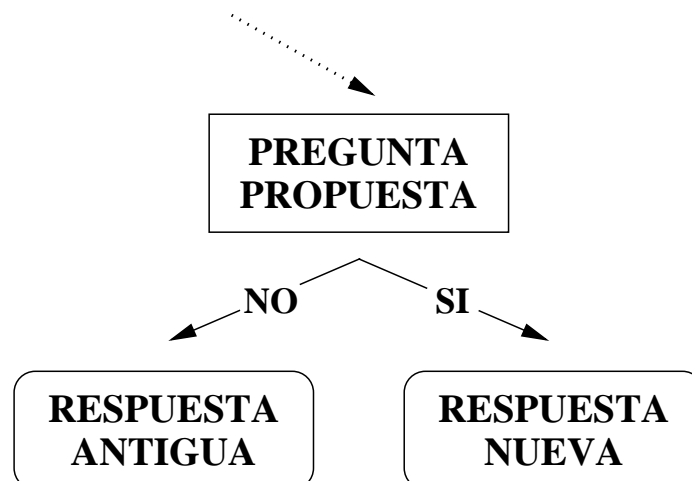 PREGUNTA
PROPUESTA
NO
SI
RESPUESTA
ANTIGUA
RESPUESTA
NUEVA